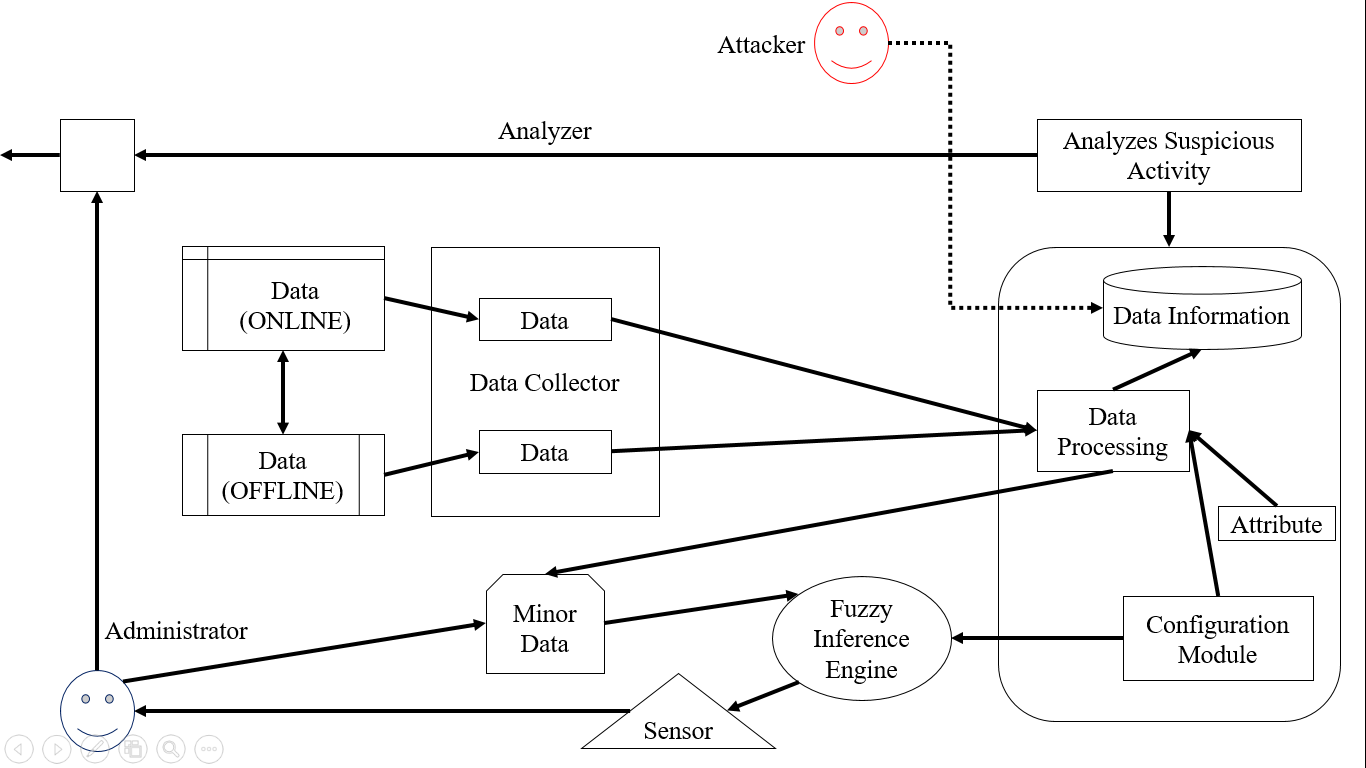 Attacker
Analyzer
Analyzes Suspicious
Activity
Data
(ONLINE)
Data
Data Information
Data Collector
Data
Processing
Data
(OFFLINE)
Data
Attribute
Minor
Data
Fuzzy
Inference
Engine
Configuration
Module
Administrator
Sensor